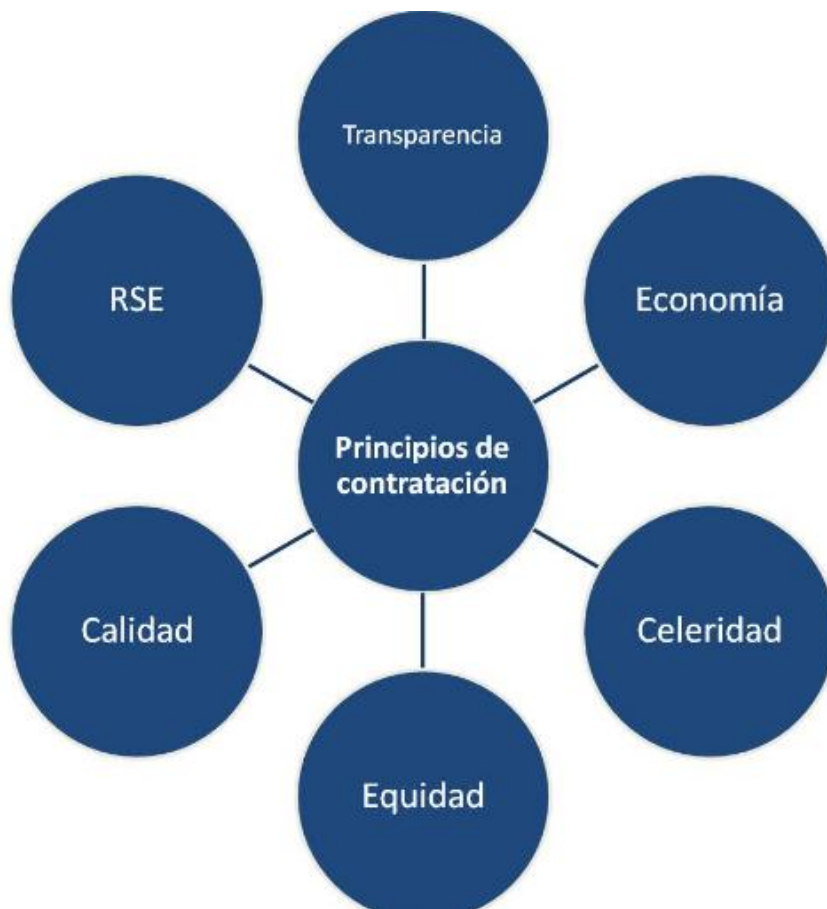 Transparencia
RSE
Economía
Principios de
contratación
Calidad
Celeridad
Equidad